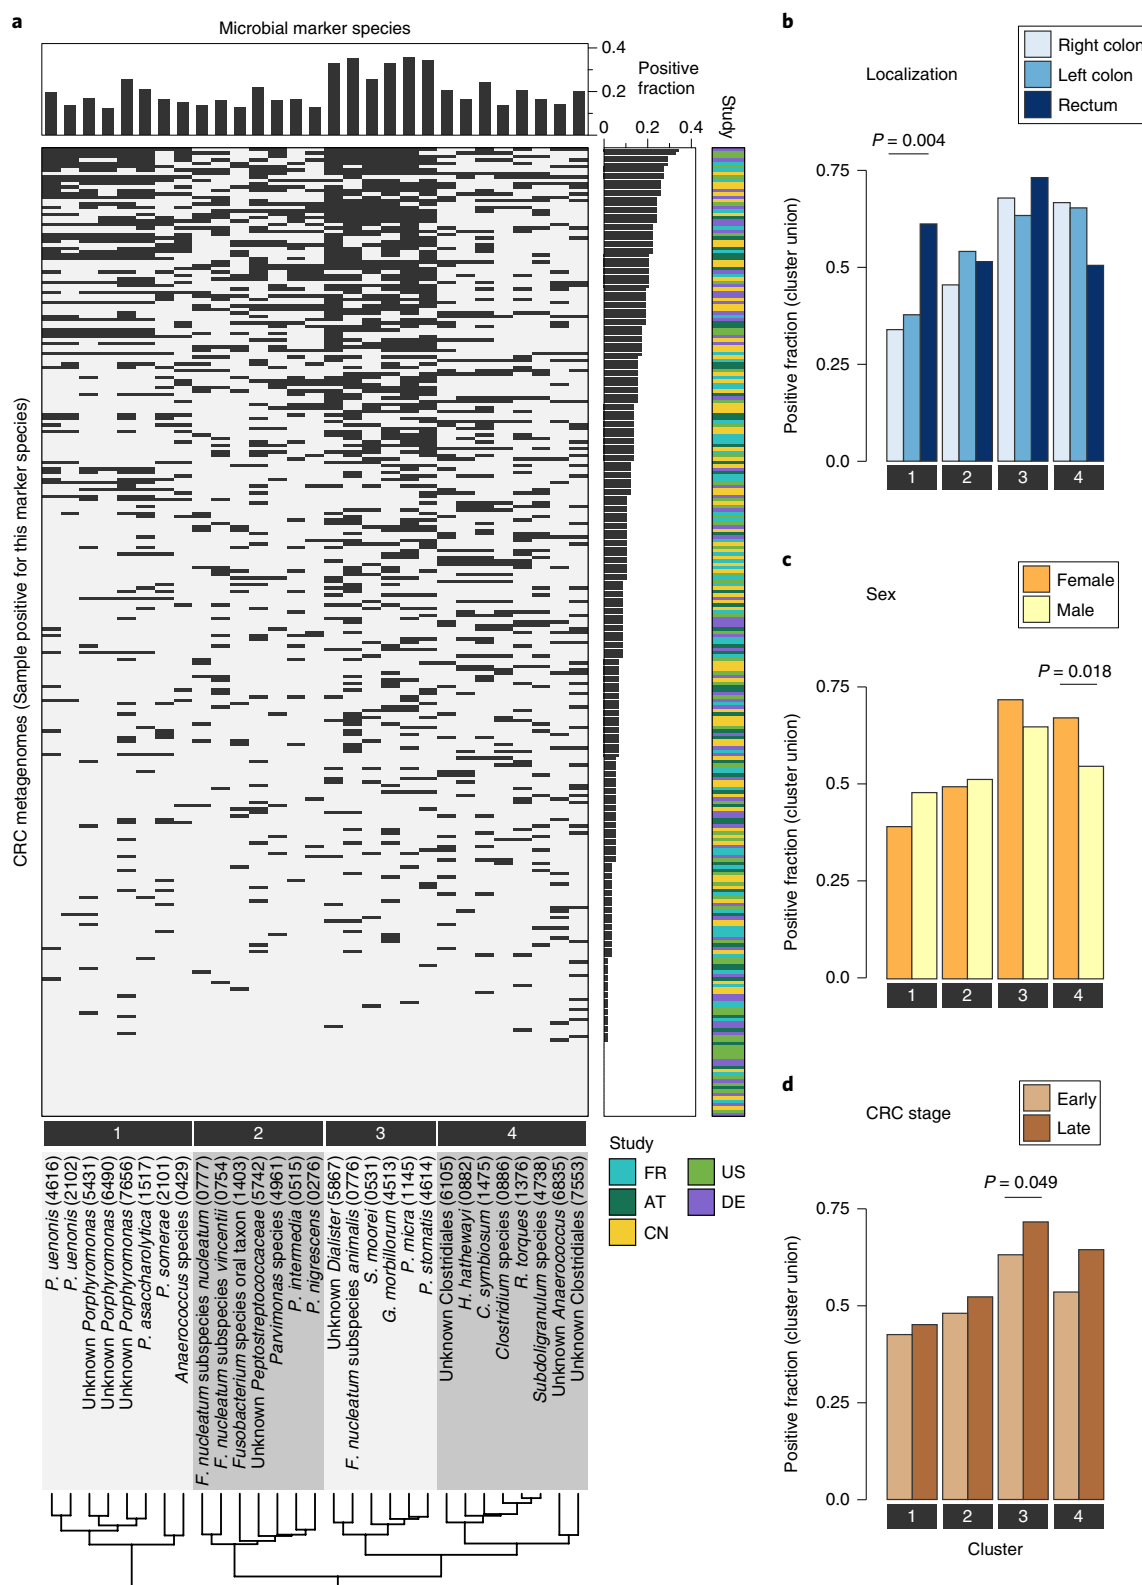 a
Microbial marker species
0.4
0.2
0
Positive
fraction
0 0.2 0.4
Study
CRC metagenomes (Sample positive for this marker species)
1 2 3 4
P. uenonis (4616)
P. uenonis (2102)
Unknown Porphyromonas (5431)
Unknown Porphyromonas (6490)
Unknown Porphyromonas (7656)
P. asaccharolytica (1517)
P. somerae (2101)
Anaerococcus species (0429)
F. nucleatum subspecies nucleatum (0777)
F. nucleatum subspecies vincentii (0754)
Fusobacterium species oral taxon (1403)
Unknown Peptostreptococcaceae (5742)
Parvimonas species (4961)
P. intermedia (0515)
P. nigrescens (0276)
Unknown Dialister (5867)
F. nucleatum subspecies animalis (0776)
S. moorei (0531)
G. morbillorum (4513)
P. micra (1145)
P. stomatis (4614)
Unknown Clostridiales (6105)
H. hathewayi (0882)
C. symbiosum (1475)
Clostridium species (0886)
R. torques (1376)
Subdoligranulum species (4738)
Unknown Anaerococcus (6835)
Unknown Clostridiales (7553)
Study
FR US
AT DE
CN
b
Localization
Right colon
Left colon
Rectum
P = 0.004
Positive fraction (cluster union)
0.75
0.5
0.25
0.0
1 2 3 4
c
Sex
Female
Male
P = 0.018
Positive fraction (cluster union)
0.75
0.5
0.25
0.0
1 2 3 4
d
CRC stage
Early
Late
P = 0.049
Positive fraction (cluster union)
0.75
0.5
0.25
0.0
1 2 3 4
Cluster